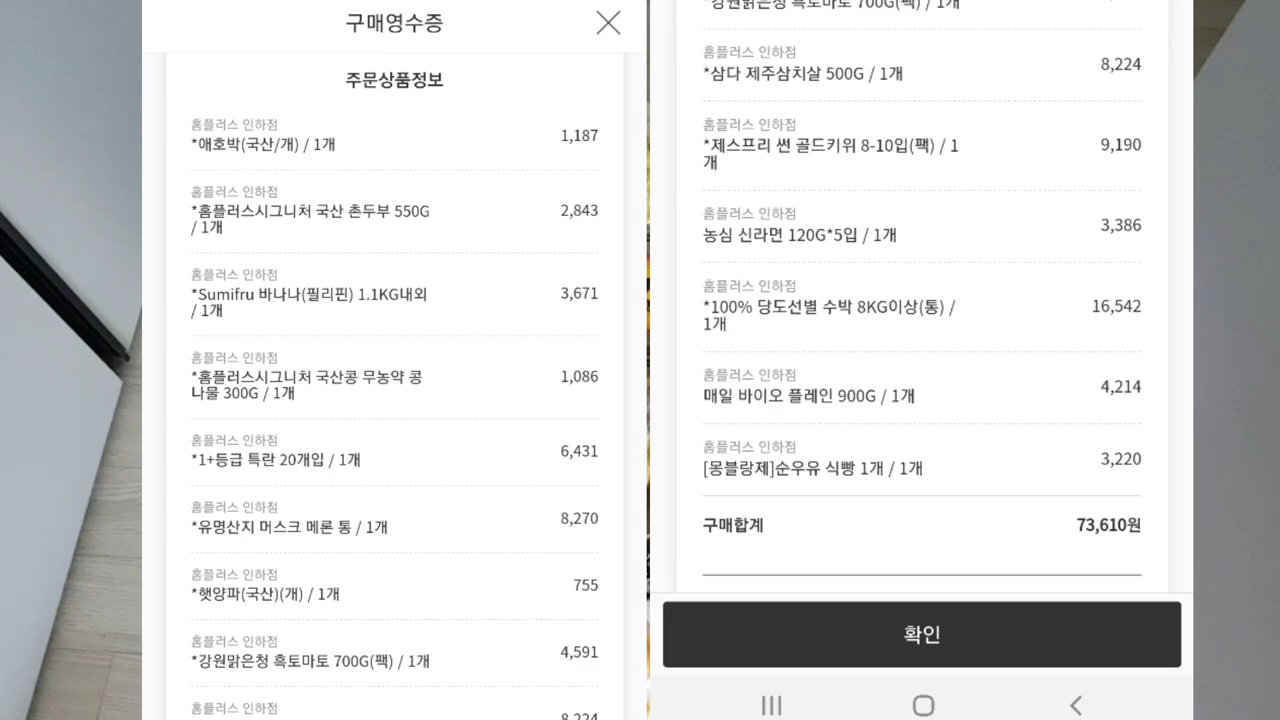 구매영수증
주문상품정보
홈플러스 인하점
*애호박(국산/개) / 1개
1,187
홈플러스 인하점
*홈플러스시그니처 국산 촌두부 550G
/ 1개
2,843
홈플러스 인하점
*Sumifru 바나나(필리핀) 1.1KG내외
/ 1개
3,671
홈플러스 인하점
*홈플러스시그니처 국산콩 무농약 콩
나물 300G / 1개
1,086
홈플러스 인하점
*1+등급 특란 20개입 / 1개
6,431
홈플러스 인하점
*유명산지 머스크 메론 통 / 1개
8,270
홈플러스 인하점
*햇양파(국산)(개) / 1개
755
홈플러스 인하점
*강원맑은청 흑토마토 700G(팩) / 1개
4,591
홈플러스 인하점
8,224
*강원맑은청 흑토마토 700G(팩) / 1개
홈플러스 인하점
*삼다 제주삼치살 500G / 1개
8,224
홈플러스 인하점
*제스프리 썬 골드키위 8-10입(팩) / 1
개
9,190
홈플러스 인하점
농심 신라면 120G*5입 / 1개
3,386
홈플러스 인하점
*100% 당도선별 수박 8KG이상(통) /
1개
16,542
홈플러스 인하점
매일 바이오 플레인 900G / 1개
4,214
홈플러스 인하점
[몽블랑제]순우유 식빵 1개 / 1개
3,220
구매합계
73,610원
확인